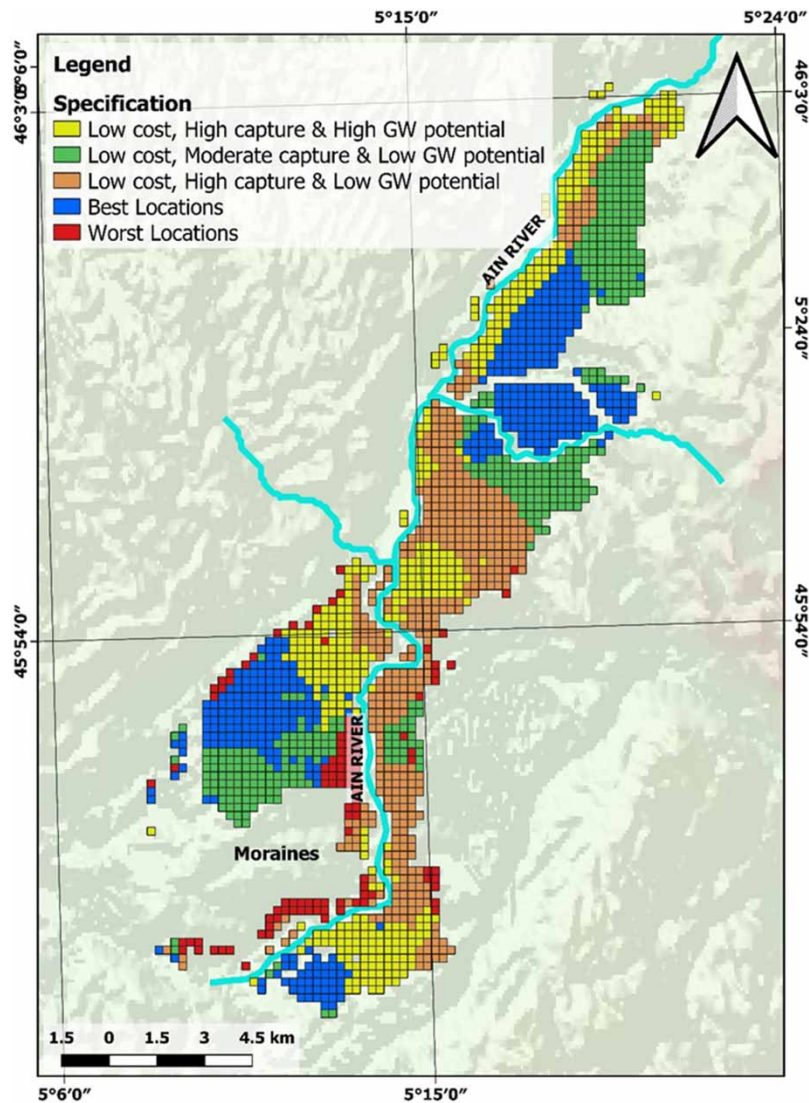 5°15′0″
5°24′0″
5°6′0″
46°3′0″
46°3′0″
Legend
Specification
Low cost, High capture & High GW potential
Low cost, Moderate capture & Low GW potential
Low cost, High capture & Low GW potential
Best Locations
Worst Locations
AIN RIVER
5°24′0″
45°54′0″
45°54′0″
AIN RIVER
Moraines
1.5 0 1.5 3 4.5 km
5°6′0″
5°15′0″